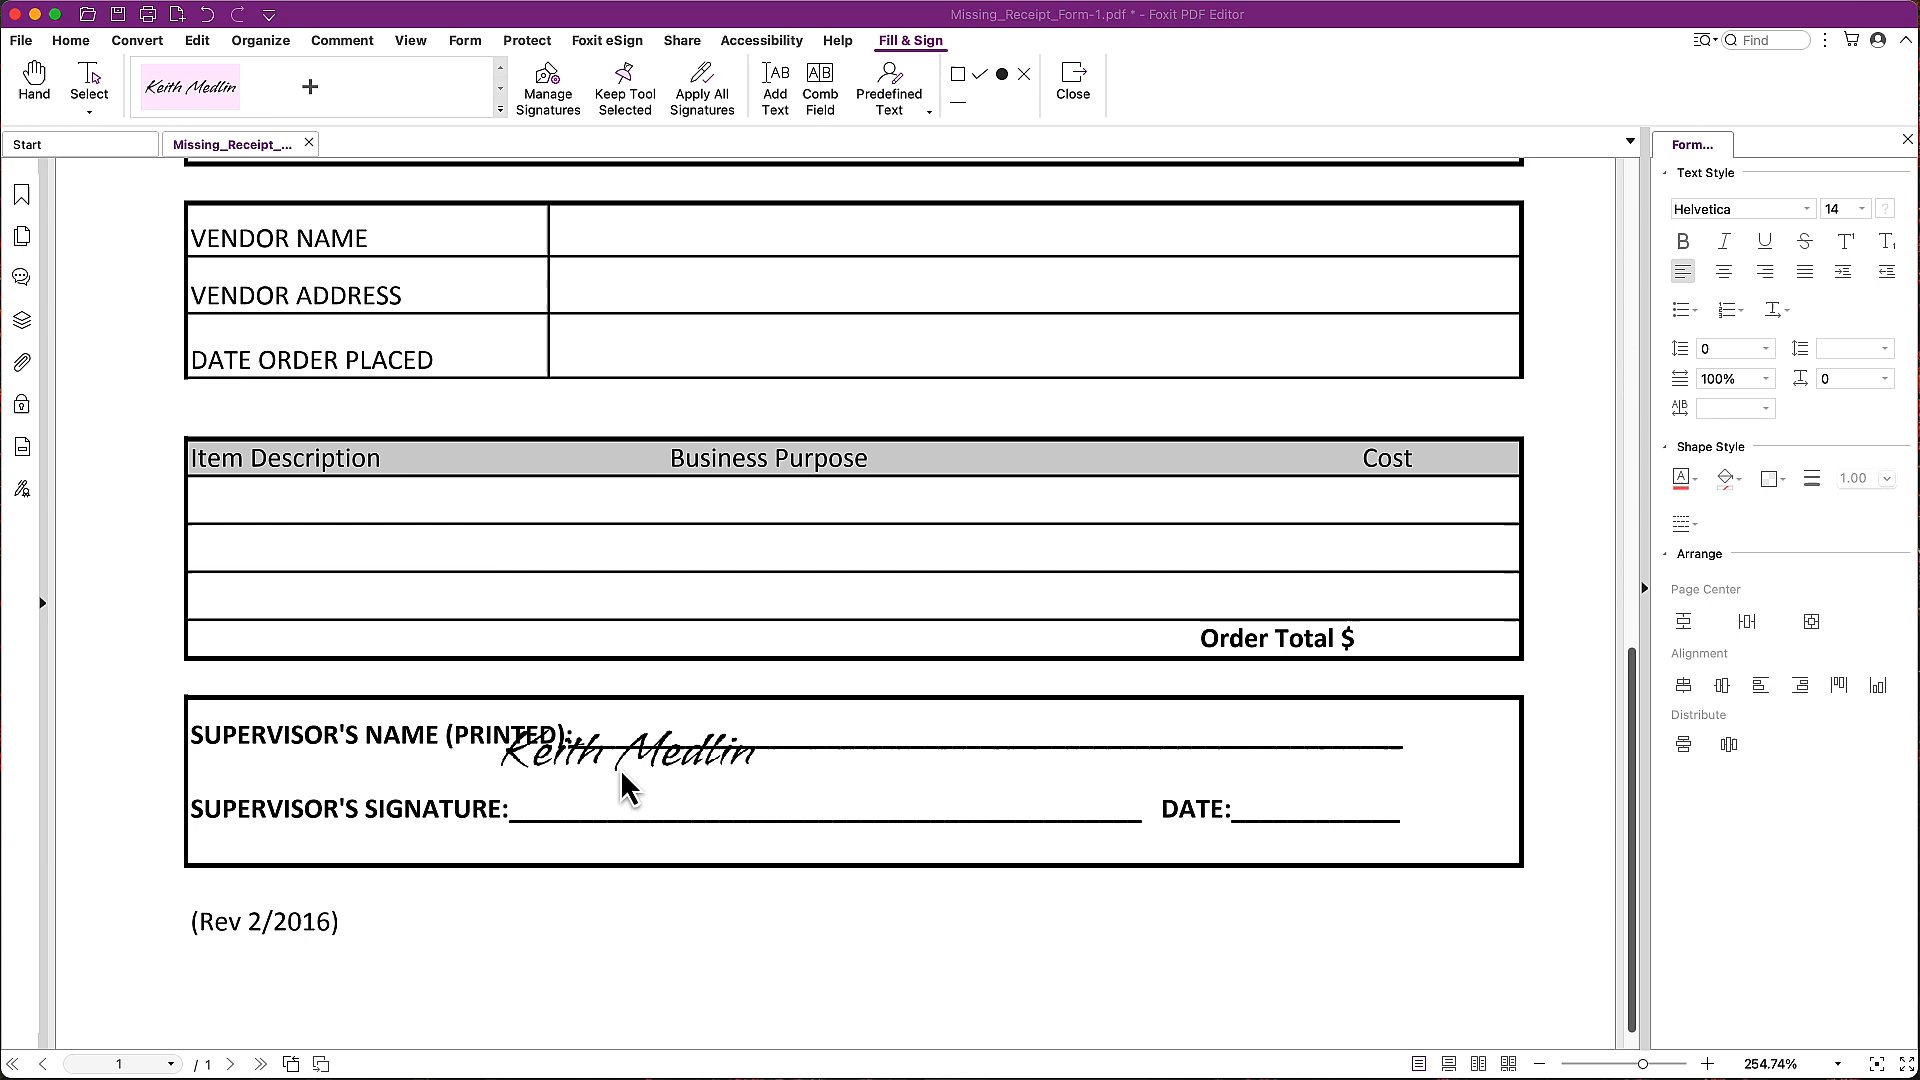 Missing_Receipt_Form-1.pdf * - Foxit PDF Editor
File Home Convert Edit Organize Comment View Form Protect Foxit eSign Share Accessibility Help Fill & Sign Find
Hand Select Keith Medlin + Manage Signatures Keep Tool Selected Apply All Signatures Add Text Comb Field Predefined Text Close
Start Missing_Receipt_... Form...
Text Style
Helvetica 14
0
100% 0
Shape Style
1.00
Arrange
Page Center
Alignment
Distribute
VENDOR NAME
VENDOR ADDRESS
DATE ORDER PLACED
Item Description Business Purpose Cost
Order Total $
SUPERVISOR'S NAME (PRINTED):
Keith Medlin
SUPERVISOR'S SIGNATURE: DATE:
(Rev 2/2016)
1 / 1 254.74%